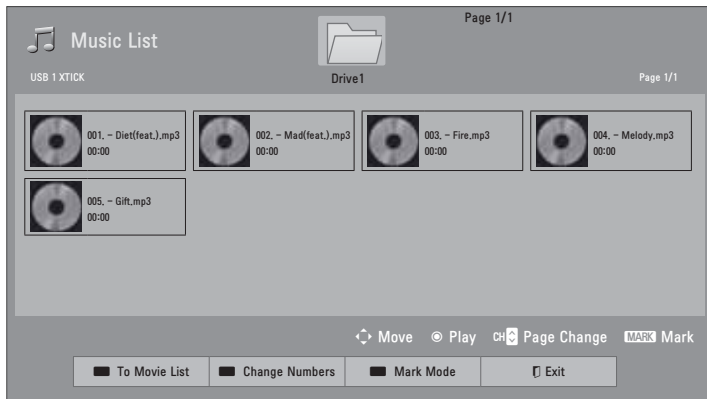 Page 1/1
Music List
USB 1 XTICK
Drive1
Page 1/1
001. - Diet(feat.).mp3
00:00
002. - Mad(feat.).mp3
00:00
003. - Fire.mp3
00:00
004. - Melody.mp3
00:00
005. - Gift.mp3
00:00
Move Play CH Page Change MARK Mark
To Movie List Change Numbers Mark Mode Exit